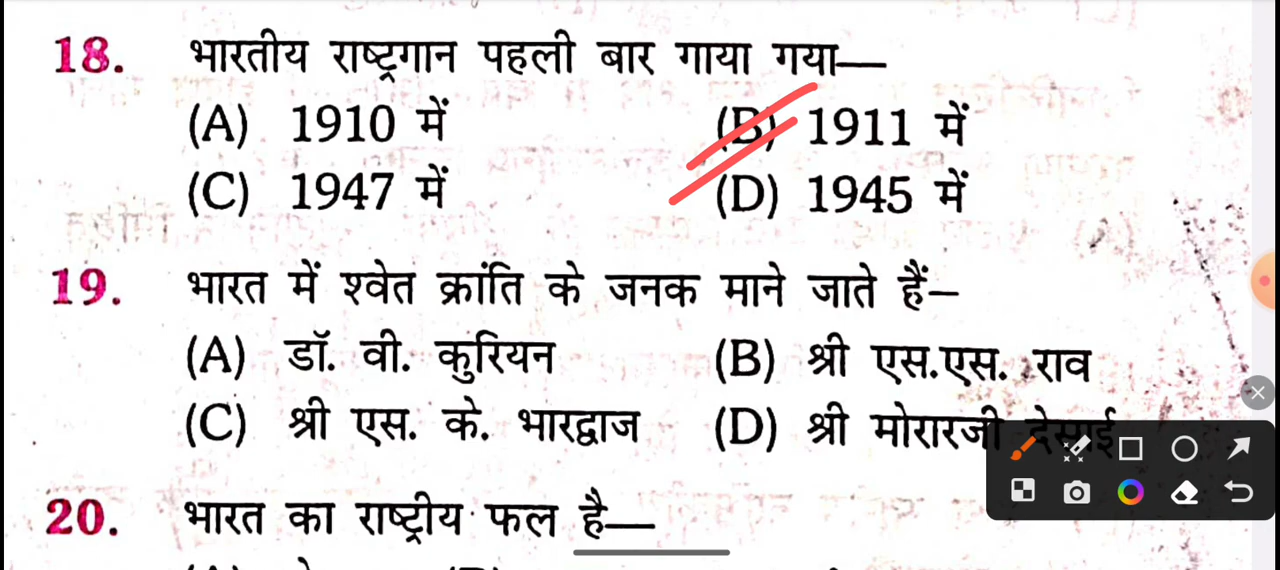 18. भारतीय राष्ट्रगान पहली बार गाया गया—
(A) 1910 में (B) 1911 में
(C) 1947 में (D) 1945 में
19. भारत में श्वेत क्रांति के जनक माने जाते हैं–
(A) डॉ. वी. कुरियन (B) श्री एस.एस. राव
(C) श्री एस. के. भारद्वाज (D) श्री मोरारजी देसाई
20. भारत का राष्ट्रीय फल है—